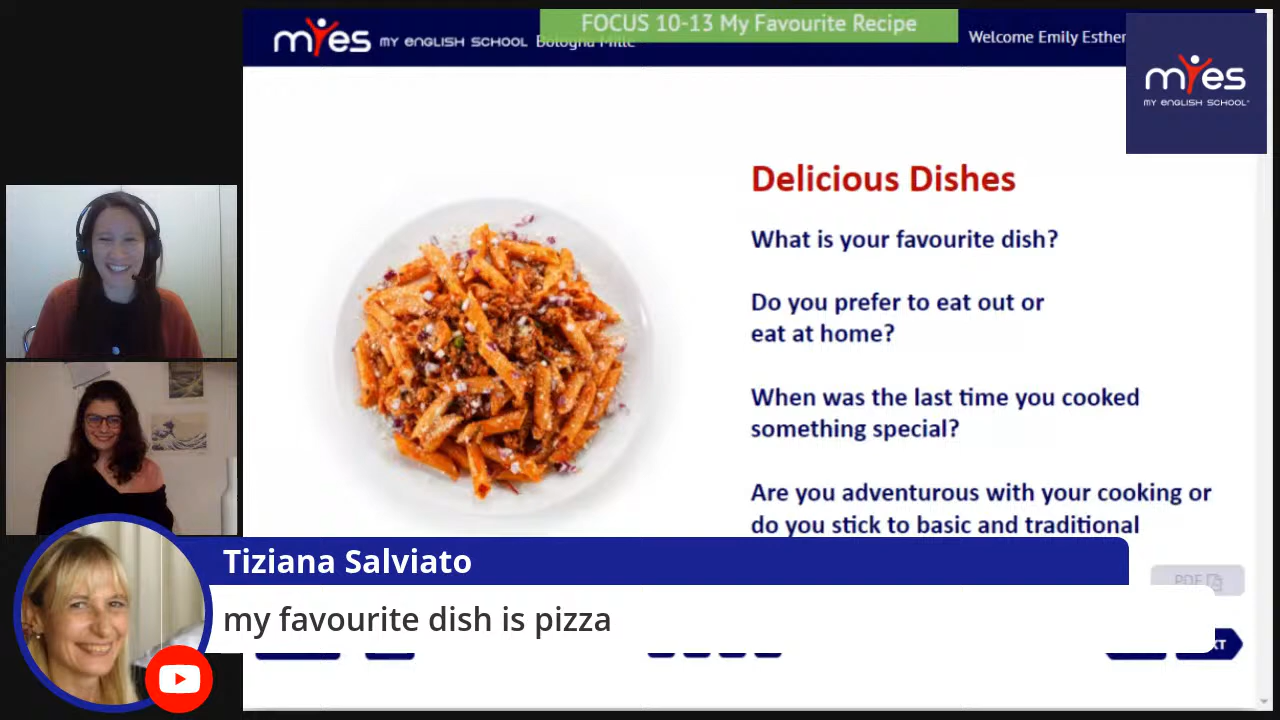 FOCUS 10-13 My Favourite Recipe
myes MY ENGLISH SCHOOL Bologna Mille
Welcome Emily Esther
myes
MY ENGLISH SCHOOL
Delicious Dishes
What is your favourite dish?
Do you prefer to eat out or
eat at home?
When was the last time you cooked
something special?
Are you adventurous with your cooking or
do you stick to basic and traditional
Tiziana Salviato
PDF
my favourite dish is pizza